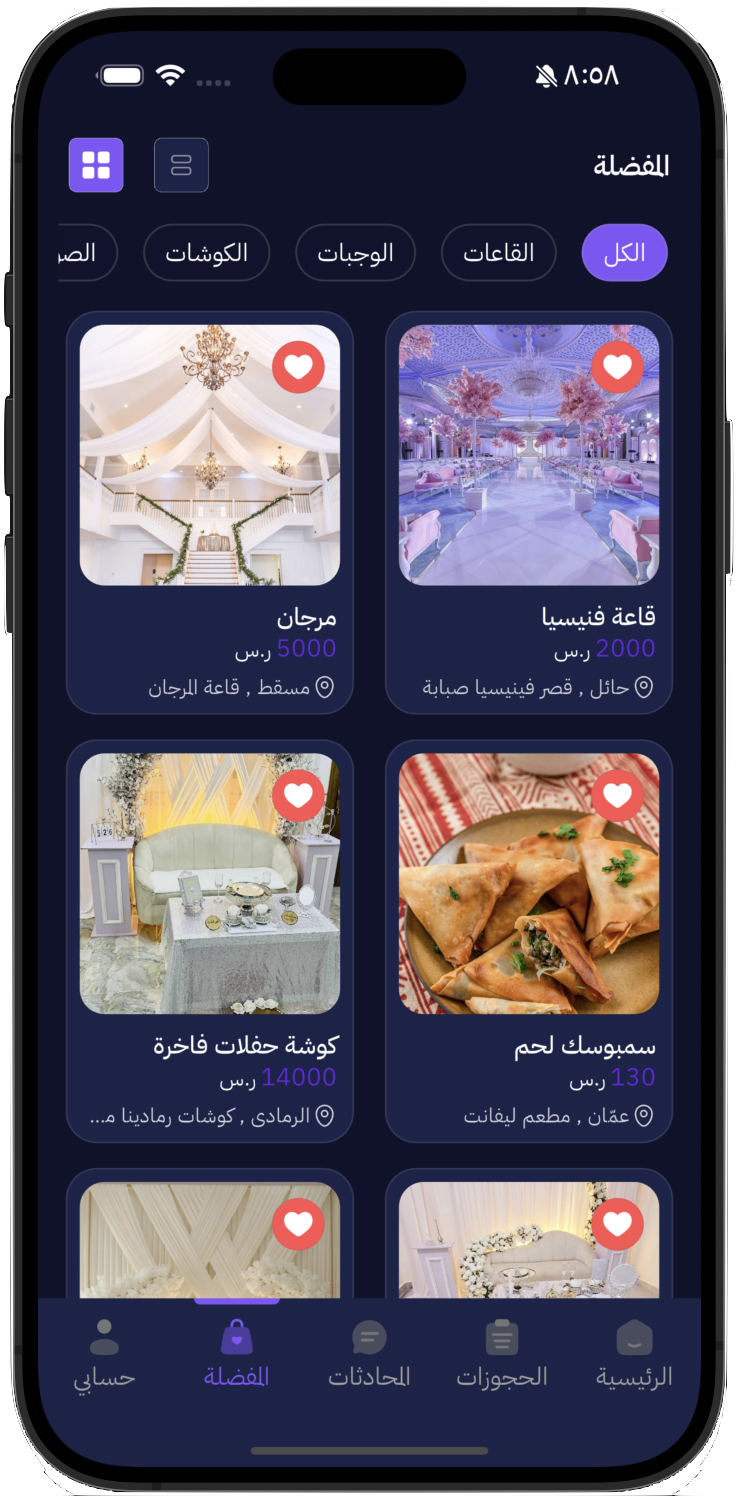 ٨:٥٨
المفضلة
الكل القاعات الوجبات الكوشات الصو
قاعة فنيسيا
2000 ر.س
حائل , قصر فينيسيا صبابة
مرجان
5000 ر.س
مسقط , قاعة المرجان
سمبوسك لحم
130 ر.س
عمّان , مطعم ليفانت
كوشة حفلات فاخرة
14000 ر.س
الرمادى , كوشات رمادينا م...
الرئيسية الحجوزات المحادثات المفضلة حسابي